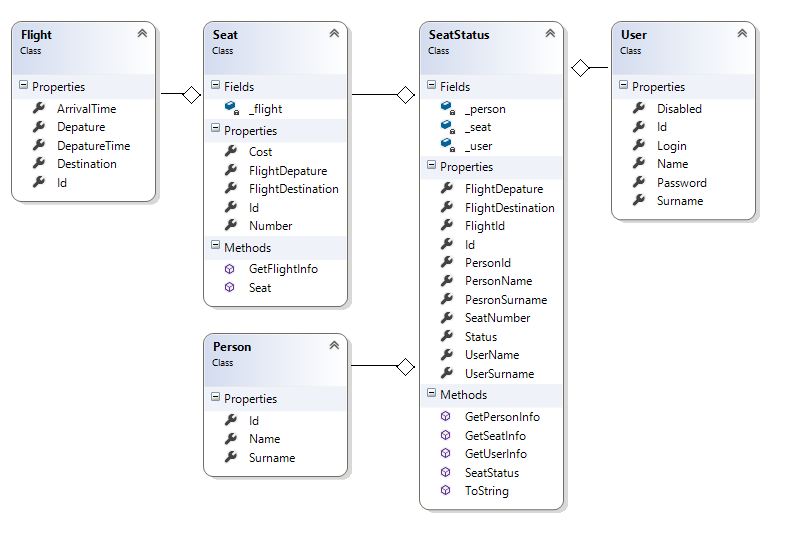 Flight
Class
Properties
ArrivalTime
Depature
DepatureTime
Destination
Id
Seat
Class
Fields
_flight
Properties
Cost
FlightDepature
FlightDestination
Id
Number
Methods
GetFlightInfo
Seat
Person
Class
Properties
Id
Name
Surname
SeatStatus
Class
Fields
_person
_seat
_user
Properties
FlightDepature
FlightDestination
FlightId
Id
PersonId
PersonName
PesronSurname
SeatNumber
Status
UserName
UserSurname
Methods
GetPersonInfo
GetSeatInfo
GetUserInfo
SeatStatus
ToString
User
Class
Properties
Disabled
Id
Login
Name
Password
Surname